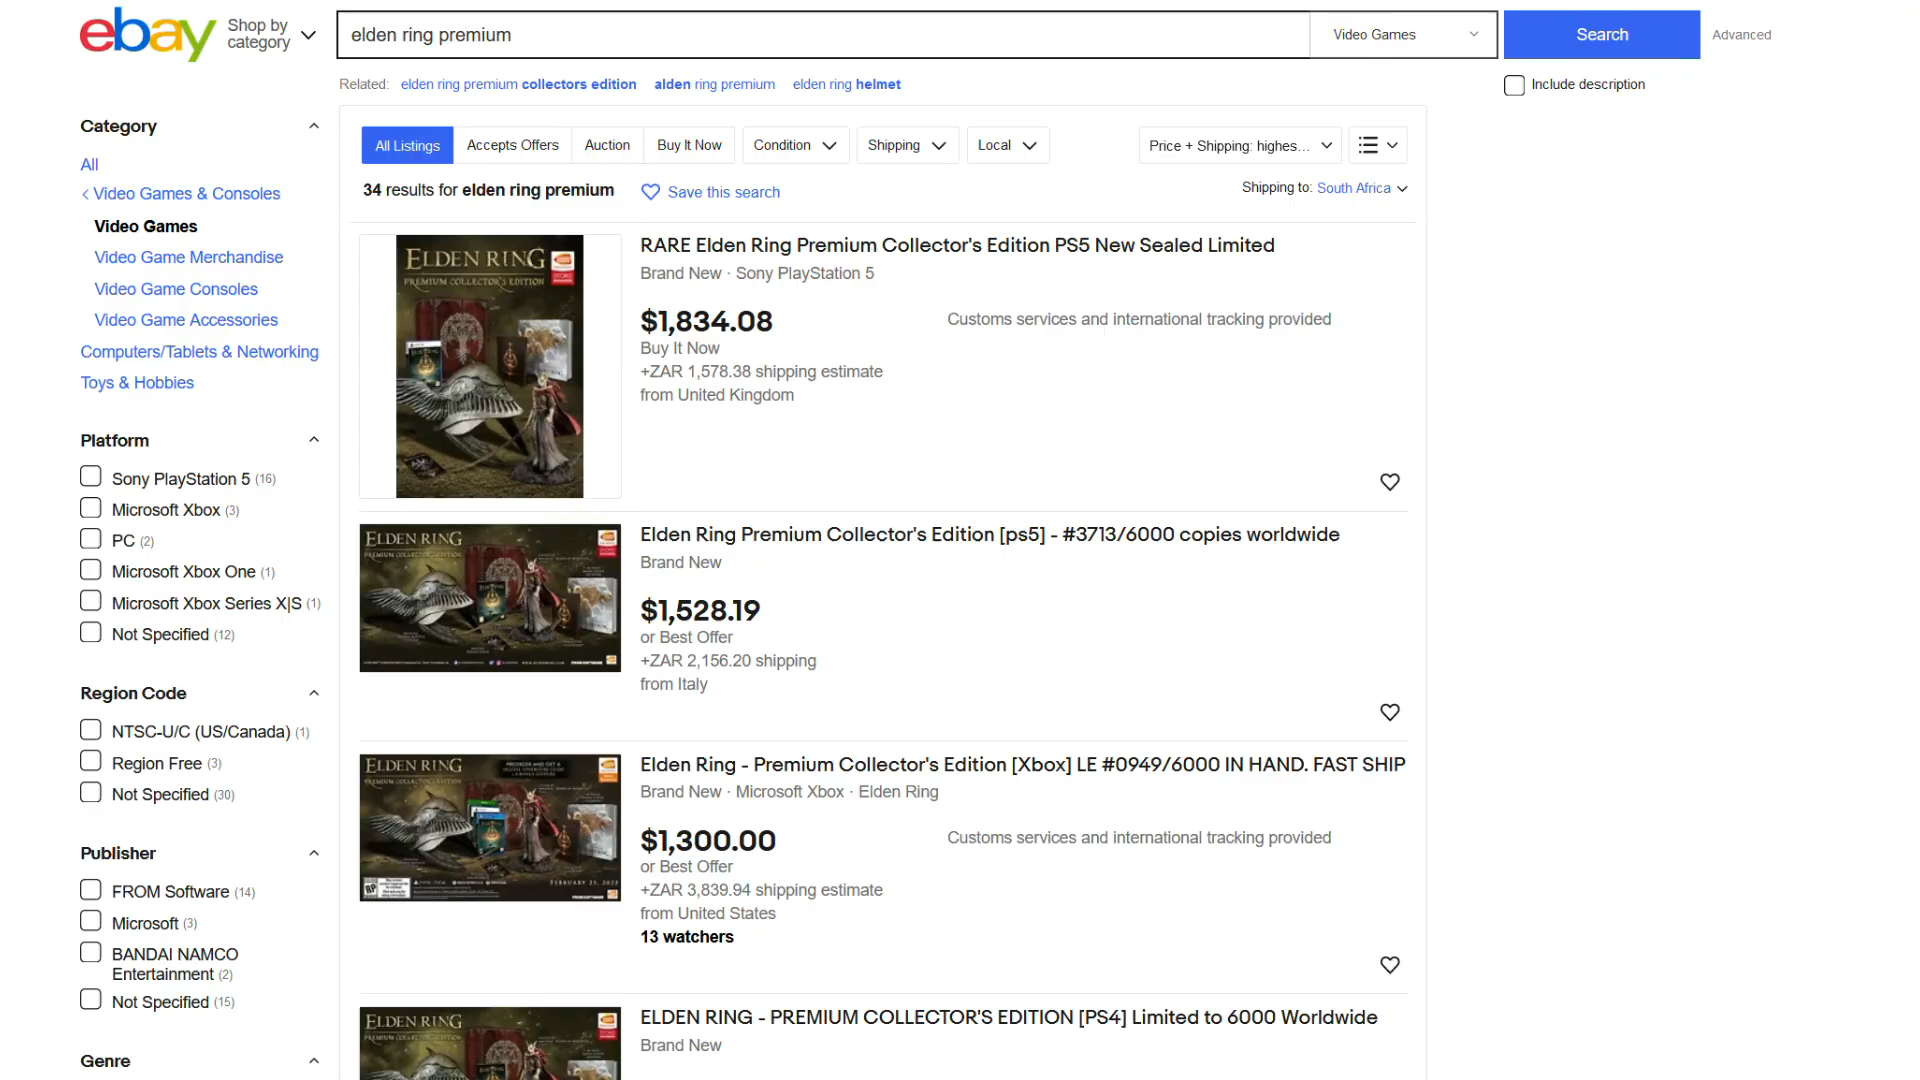 ebay
Shop by
category
elden ring premium
Video Games
Search
Advanced
Related: elden ring premium collectors edition alden ring premium elden ring helmet
Include description
Category
All
Video Games & Consoles
Video Games
Video Game Merchandise
Video Game Consoles
Video Game Accessories
Computers/Tablets & Networking
Toys & Hobbies
Platform
Sony PlayStation 5 (16)
Microsoft Xbox (3)
PC (2)
Microsoft Xbox One (1)
Microsoft Xbox Series X|S (1)
Not Specified (12)
Region Code
NTSC-U/C (US/Canada) (1)
Region Free (3)
Not Specified (30)
Publisher
FROM Software (14)
Microsoft (3)
BANDAI NAMCO
Entertainment (2)
Not Specified (15)
Genre
All Listings
Accepts Offers
Auction
Buy It Now
Condition
Shipping
Local
Price + Shipping: highes...
34 results for elden ring premium
Save this search
Shipping to: South Africa
ELDEN RING
PREMIUM COLLECTOR'S EDITION
RARE Elden Ring Premium Collector's Edition PS5 New Sealed Limited
Brand New · Sony PlayStation 5
$1,834.08
Customs services and international tracking provided
Buy It Now
+ZAR 1,578.38 shipping estimate
from United Kingdom
ELDEN RING
PREMIUM COLLECTOR'S EDITION
Elden Ring Premium Collector's Edition [ps5] - #3713/6000 copies worldwide
Brand New
$1,528.19
or Best Offer
+ZAR 2,156.20 shipping
from Italy
ELDEN RING
PREMIUM COLLECTOR'S EDITION
FEBRUARY 25, 2022
Elden Ring - Premium Collector's Edition [Xbox] LE #0949/6000 IN HAND. FAST SHIP
Brand New · Microsoft Xbox · Elden Ring
$1,300.00
Customs services and international tracking provided
or Best Offer
+ZAR 3,839.94 shipping estimate
from United States
13 watchers
ELDEN RING
PREMIUM COLLECTOR'S EDITION
ELDEN RING - PREMIUM COLLECTOR'S EDITION [PS4] Limited to 6000 Worldwide
Brand New